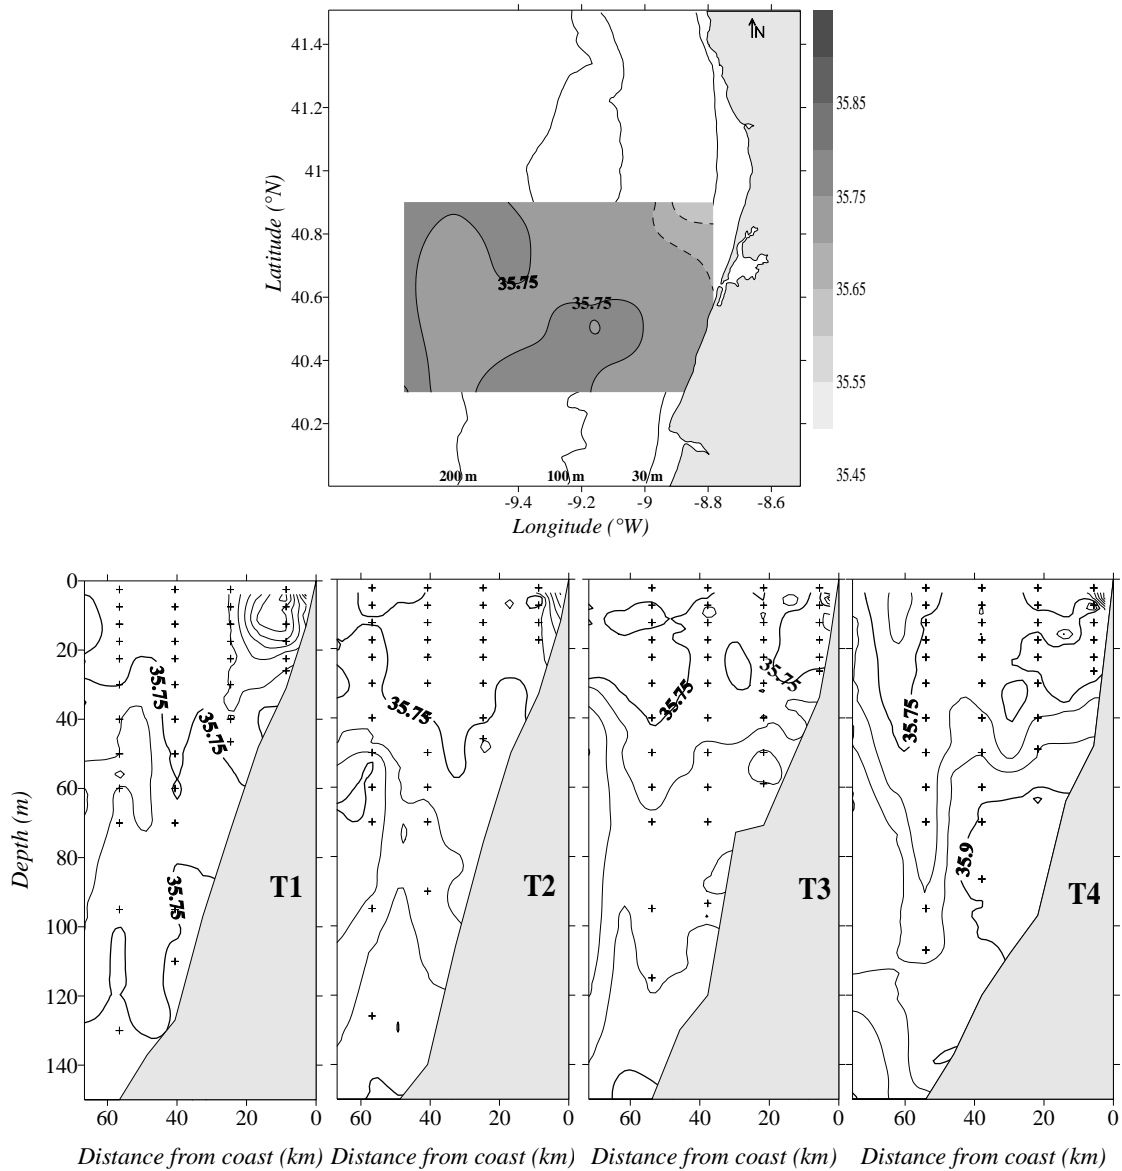 N
41.4
41.2
41
40.8
40.6
40.4
40.2
Latitude (°N)
35.75
35.75
200 m
100 m
30 m
-9.4
-9.2
-9
-8.8
-8.6
Longitude (°W)
35.85
35.75
35.65
35.55
35.45
0
20
40
60
80
100
120
140
Depth (m)
35.75
35.75
35.75
T1
35.75
T2
35.75
35.75
T3
35.75
35.9
T4
60 40 20 0
60 40 20 0
60 40 20 0
60 40 20 0
Distance from coast (km) Distance from coast (km) Distance from coast (km) Distance from coast (km)